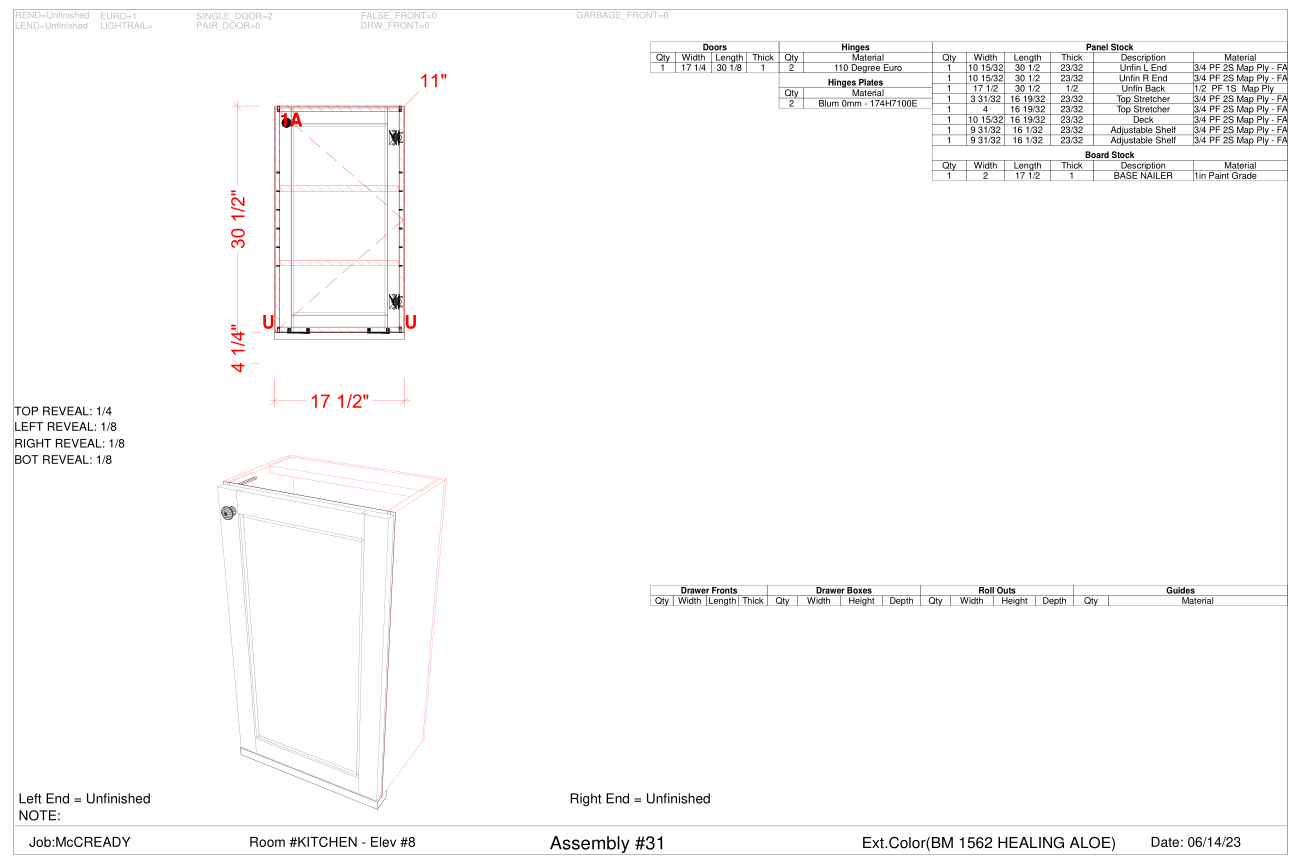 REND=Unfinished EURO=1 SINGLE_DOOR=2 FALSE_FRONT=0 GARBAGE_FRONT=0
LEND=Unfinished LIGHTRAIL= PAIR_DOOR=0 DRW_FRONT=0
Doors
Qty Width Length Thick
1 17 1/4 30 1/8 1
Hinges
Qty Material
2 110 Degree Euro
Hinges Plates
Qty Material
2 Blum 0mm - 174H7100E
Panel Stock
Qty Width Length Thick Description Material
1 10 15/32 30 1/2 23/32 Unfin L End 3/4 PF 2S Map Ply - FA
1 10 15/32 30 1/2 23/32 Unfin R End 3/4 PF 2S Map Ply - FA
1 17 1/2 30 1/2 1/2 Unfin Back 1/2 PF 1S Map Ply
1 3 31/32 16 19/32 23/32 Top Stretcher 3/4 PF 2S Map Ply - FA
1 4 16 19/32 23/32 Top Stretcher 3/4 PF 2S Map Ply - FA
1 10 15/32 16 19/32 23/32 Deck 3/4 PF 2S Map Ply - FA
1 9 31/32 16 1/32 23/32 Adjustable Shelf 3/4 PF 2S Map Ply - FA
1 9 31/32 16 1/32 23/32 Adjustable Shelf 3/4 PF 2S Map Ply - FA
Board Stock
Qty Width Length Thick Description Material
1 2 17 1/2 1 BASE NAILER 1in Paint Grade
11"
1A
30 1/2"
U U
4 1/4"
17 1/2"
TOP REVEAL: 1/4
LEFT REVEAL: 1/8
RIGHT REVEAL: 1/8
BOT REVEAL: 1/8
Drawer Fronts
Qty Width Length Thick
Drawer Boxes
Qty Width Height Depth
Roll Outs
Qty Width Height Depth
Guides
Qty Material
Left End = Unfinished Right End = Unfinished
NOTE:
Job:McCREADY Room #KITCHEN - Elev #8 Assembly #31 Ext.Color(BM 1562 HEALING ALOE) Date: 06/14/23